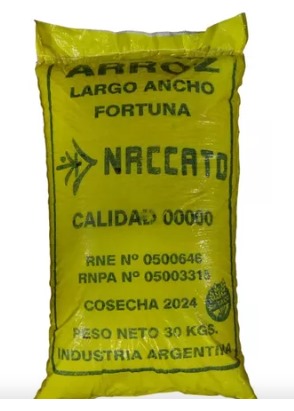 ARROZ
LARGO ANCHO
FORTUNA
NACCATO
CALIDAD 00000
RNE Nº 0500646
RNPA Nº 05003315
COSECHA 2024
PESO NETO 30 KGS.
INDUSTRIA ARGENTINA